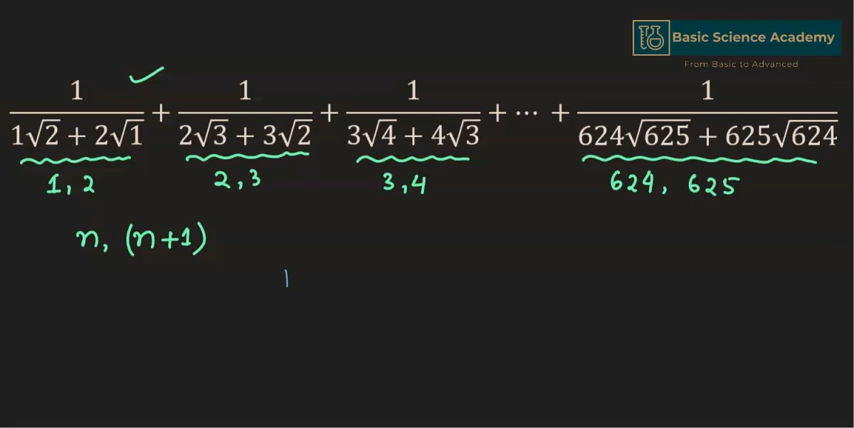 Basic Science Academy
From Basic to Advanced
1/(1√2 + 2√1) + 1/(2√3 + 3√2) + 1/(3√4 + 4√3) + ⋯ + 1/(624√625 + 625√624)
1, 2 2, 3 3, 4 624, 625
n, (n+1)